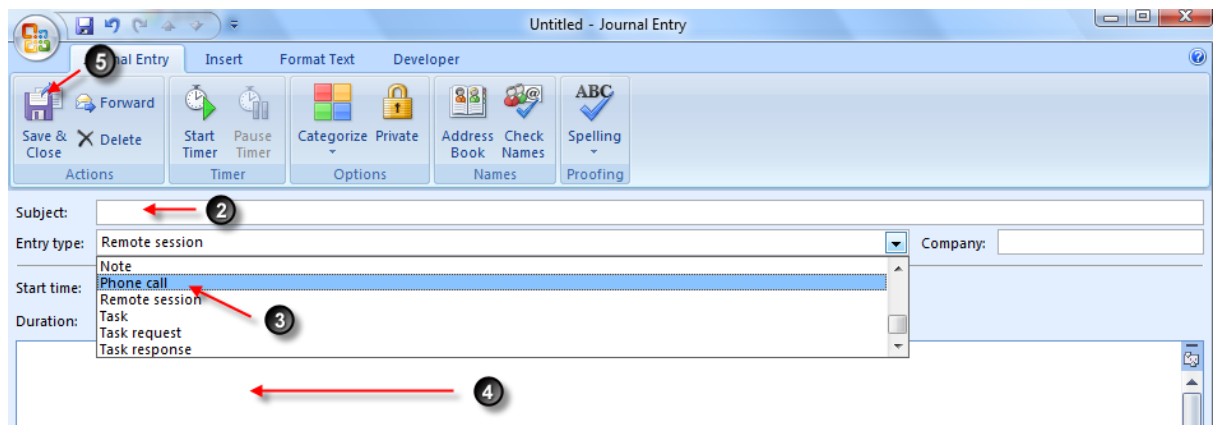 Untitled - Journal Entry
5
nal Entry Insert Format Text Developer
Save & Close
Forward
Delete
Start Timer
Pause Timer
Categorize
Private
Address Book
Check Names
ABC
Spelling
Actions Timer Options Names Proofing
Subject: 2
Entry type: Remote session Company:
Note
Start time: Phone call
Remote session
3
Duration: Task
Task request
Task response
4